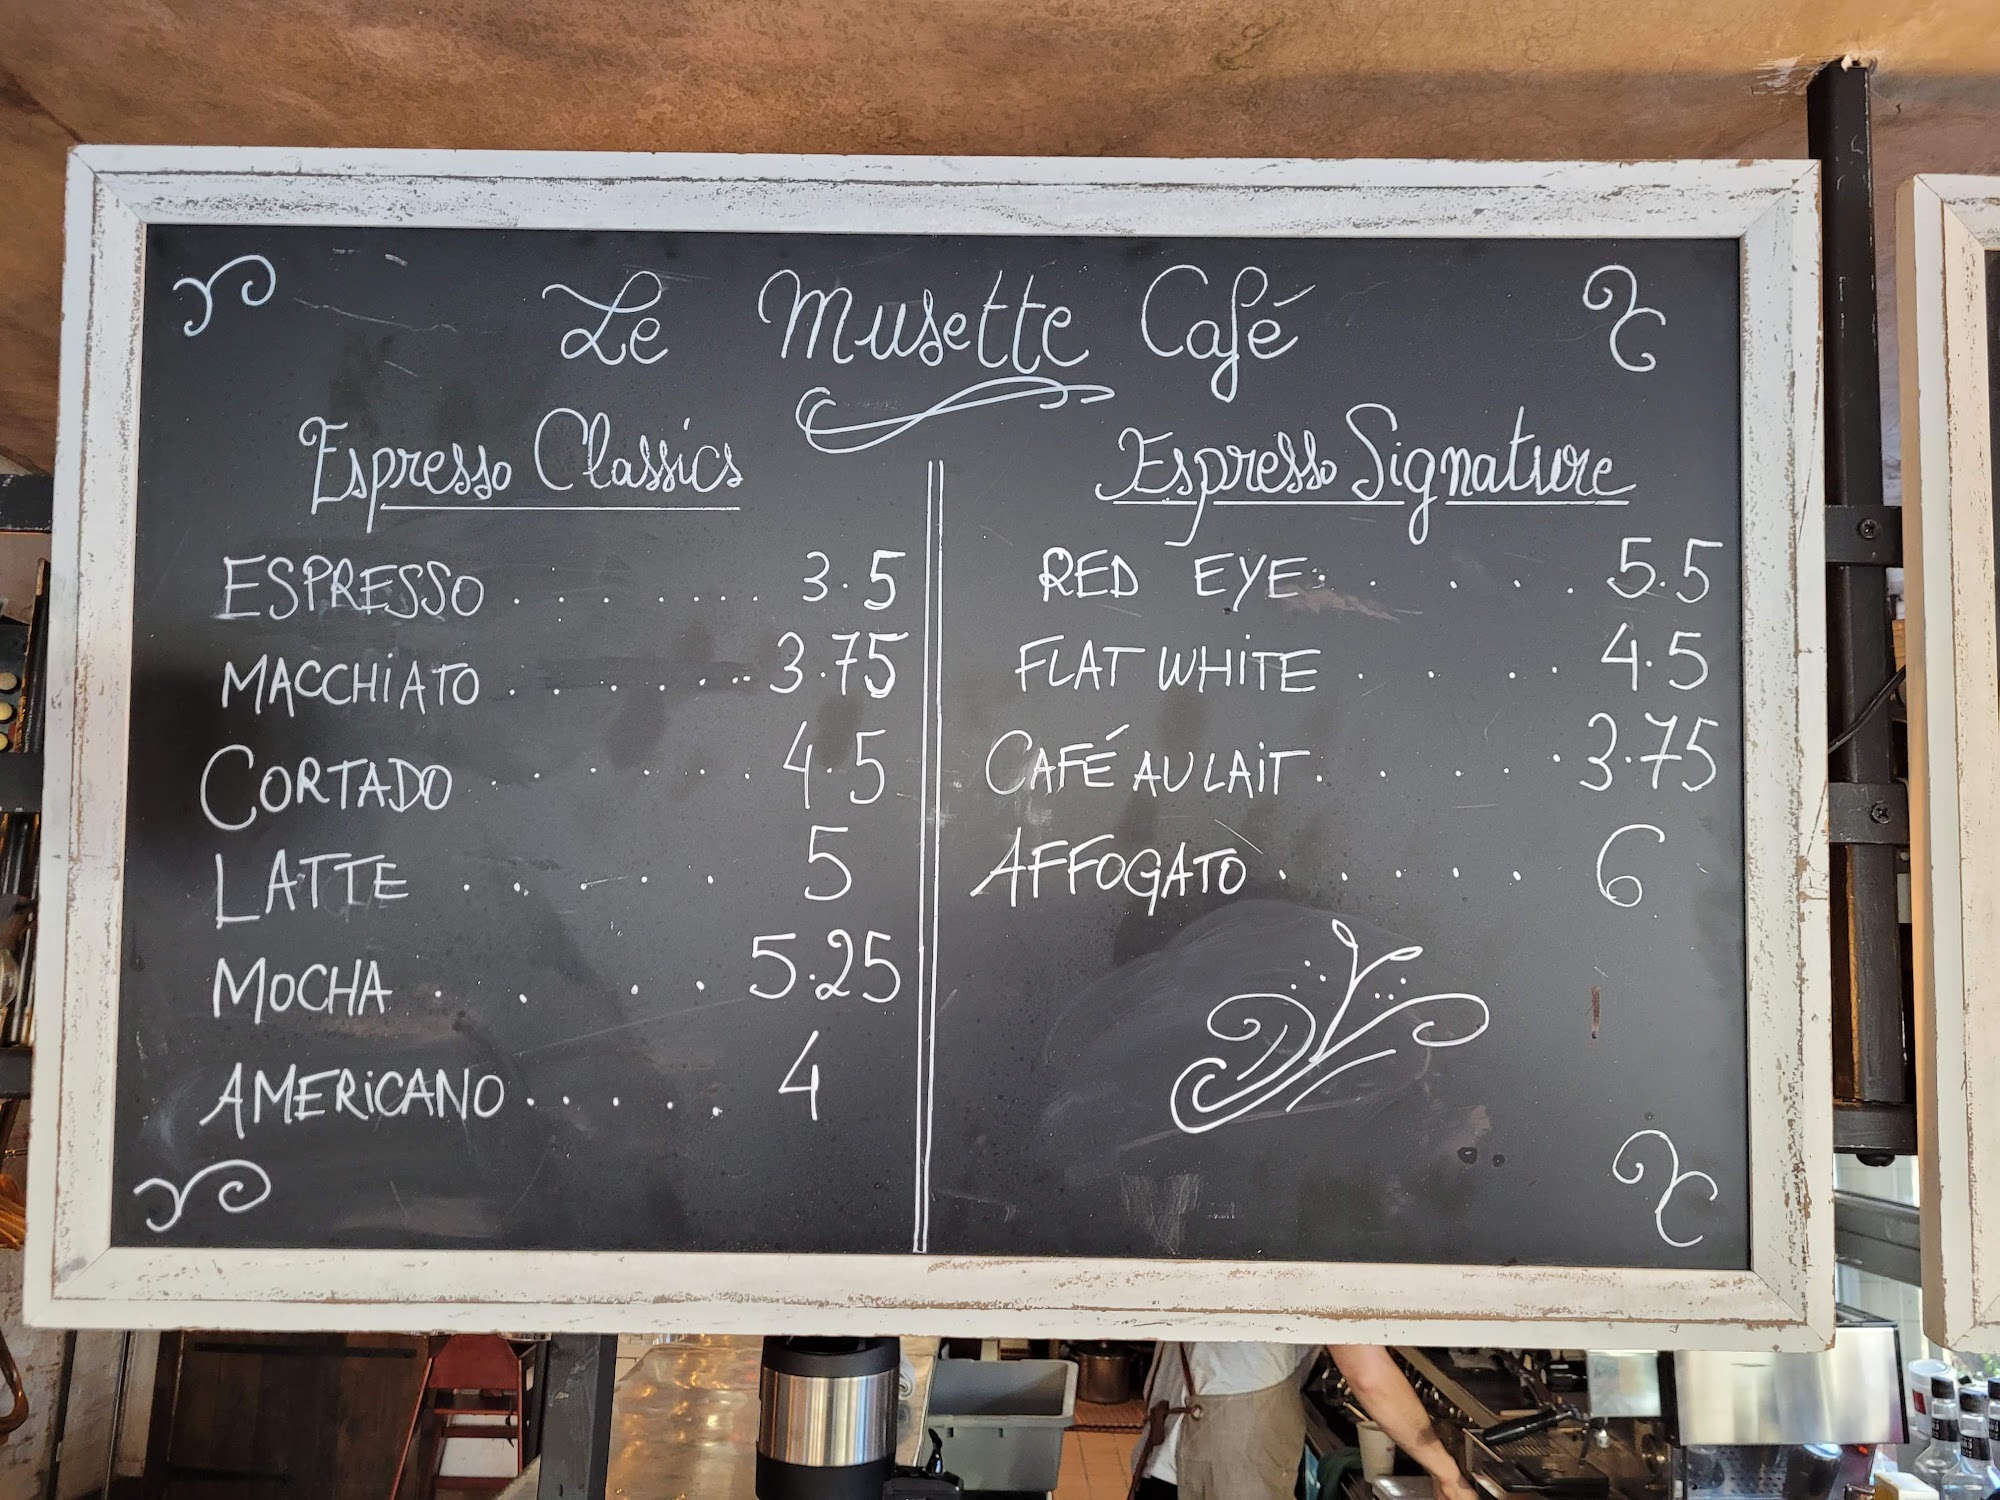 Le Musette Café
Espresso Classics
ESPRESSO . . . . . . . . 3.5
MACCHIATO . . . . . . .. 3.75
CORTADO . . . . . . 4.5
LATTE . . . . . . 5
MOCHA . . . . . 5.25
AMERICANO . . . . . . 4
Espresso Signature
RED EYE . . . . . . 5.5
FLAT WHITE . . . . . 4.5
CAFÉ AU LAIT . . . . . . 3.75
AFFOGATO . . . . . . 6